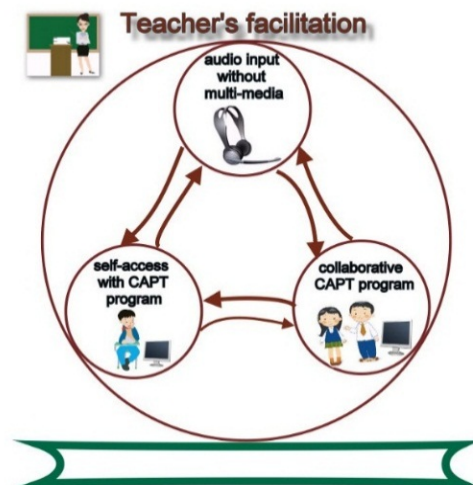 Teacher's facilitation
audio input
without
multi-media
self-access
with CAPT
program
collaborative
CAPT program